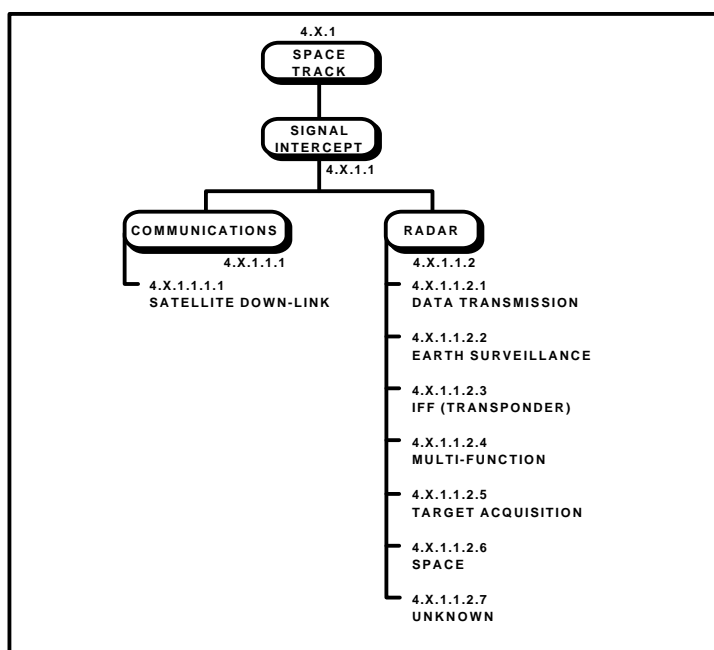 4.X.1
SPACE
TRACK
SIGNAL
INTERCEPT
4.X.1.1
COMMUNICATIONS
4.X.1.1.1
4.X.1.1.1.1
SATELLITE DOWN-LINK
RADAR
4.X.1.1.2
4.X.1.1.2.1
DATA TRANSMISSION
4.X.1.1.2.2
EARTH SURVEILLANCE
4.X.1.1.2.3
IFF (TRANSPONDER)
4.X.1.1.2.4
MULTI-FUNCTION
4.X.1.1.2.5
TARGET ACQUISITION
4.X.1.1.2.6
SPACE
4.X.1.1.2.7
UNKNOWN